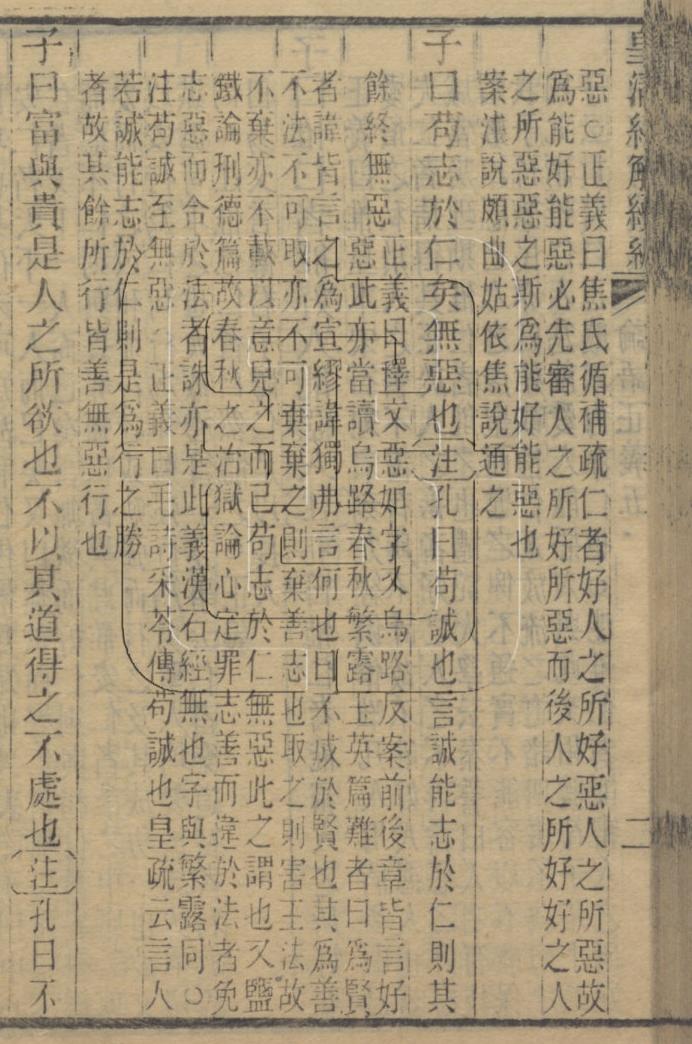 皇清經解續編
論語正義五
二
惡○正義曰焦氏循補疏仁者好人之所好惡人之所惡故
爲能好能惡必先審人之所好所惡而後人之所好好之人
之所惡惡之斯爲能好能惡也
案注說頗曲姑依焦說通之
子曰苟志於仁矣無惡也注孔曰苟誠也言誠能志於仁則其
餘終無惡正義曰釋文惡如字又烏路反案前後章皆言好
惡此亦當讀烏路春秋繁露玉英篇難者曰爲賢
者諱皆言之爲宣繆諱獨弗言何也曰不成於賢也其爲善
不法不可取亦不可棄棄之則棄善志也取之則害王法故
不棄亦不載以意見之而已苟志於仁無惡此之謂也又鹽
鐵論刑德篇故春秋之治獄論心定罪志善而違於法者免
志惡而合於法者誅亦是此義漢石經無也字與繁露同○
注苟誠至無惡○正義曰毛詩采苓傳苟誠也皇疏云言人
若誠能志於仁則是爲行之勝
者故其餘所行皆善無惡行也
子曰富與貴是人之所欲也不以其道得之不處也注孔曰不